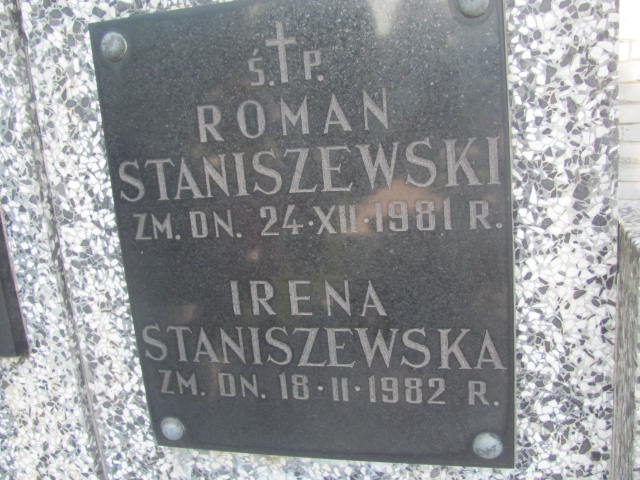 Ś. P.
ROMAN
STANISZEWSKI
ZM. DN. 24·XII·1981 R.
IRENA
STANISZEWSKA
ZM. DN. 18·II·1982 R.